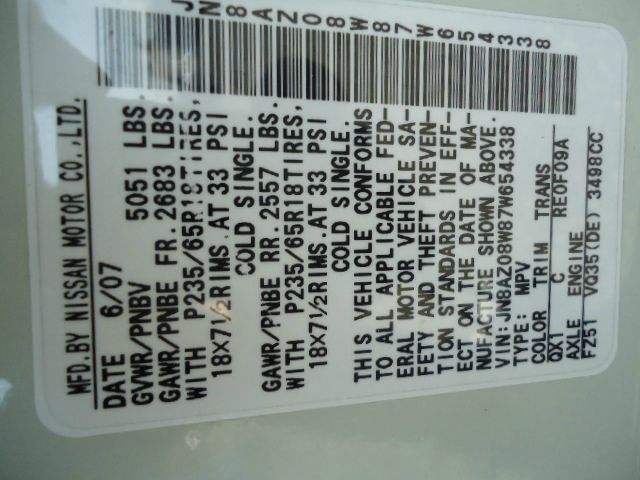 JN8AZ08W87W654338
MFD.BY NISSAN MOTOR CO.,LTD.
DATE 6/07
GVWR/PNBV 5051 LBS.
GAWR/PNBE FR. 2683 LBS.
WITH P235/65R18TIRES,
18X7½RIMS.AT 33 PSI
COLD SINGLE.
GAWR/PNBE RR. 2557 LBS.
WITH P235/65R18TIRES,
18X7½RIMS.AT 33 PSI
COLD SINGLE.
THIS VEHICLE CONFORMS
TO ALL APPLICABLE FED-
ERAL MOTOR VEHICLE SA-
FETY AND THEFT PREVEN-
TION STANDARDS IN EFF-
ECT ON THE DATE OF MA-
NUFACTURE SHOWN ABOVE.
VIN:JN8AZ08W87W654338
TYPE: MPV
COLOR TRIM TRANS
QX1 C RE0F09A
AXLE ENGINE
FZ51 VQ35(DE) 3498CC